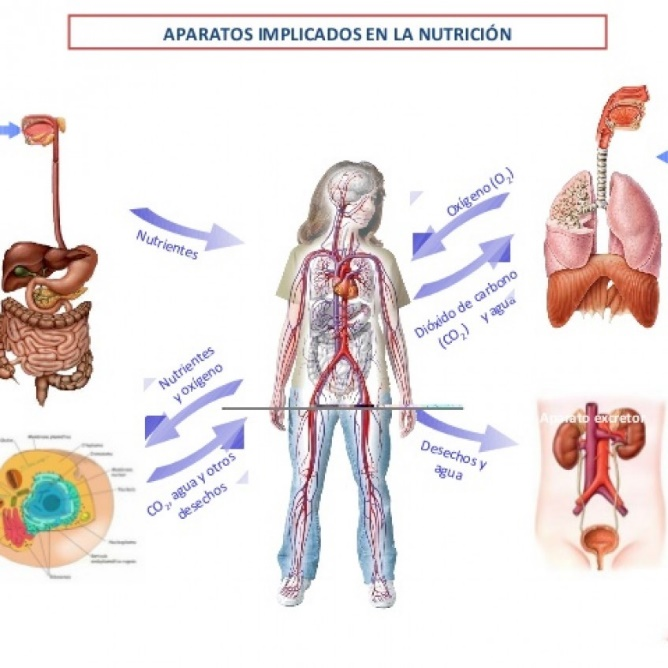 APARATOS IMPLICADOS EN LA NUTRICIÓN
Nutrientes
Oxígeno (O₂)
Dióxido de carbono
(CO₂) y agua
Nutrientes
y oxígeno
CO₂, agua y otros
desechos
Desechos y
agua
Aparato excretor